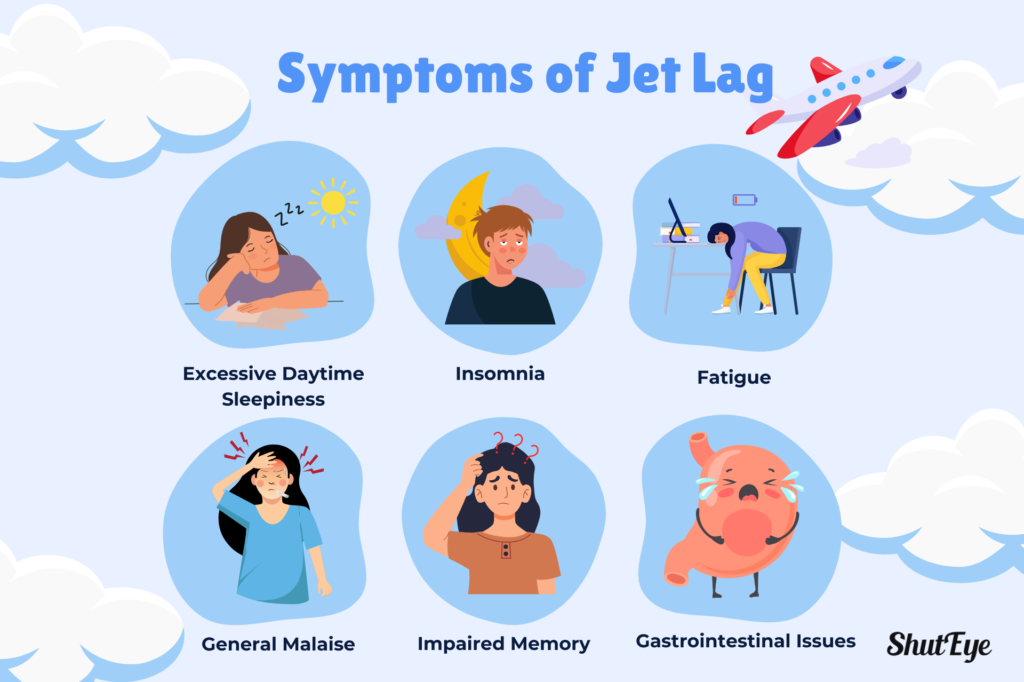 Symptoms of Jet Lag
z z z
Excessive Daytime
Sleepiness
Insomnia
Fatigue
? ? ?
General Malaise
Impaired Memory
Gastrointestinal Issues
ShutEye